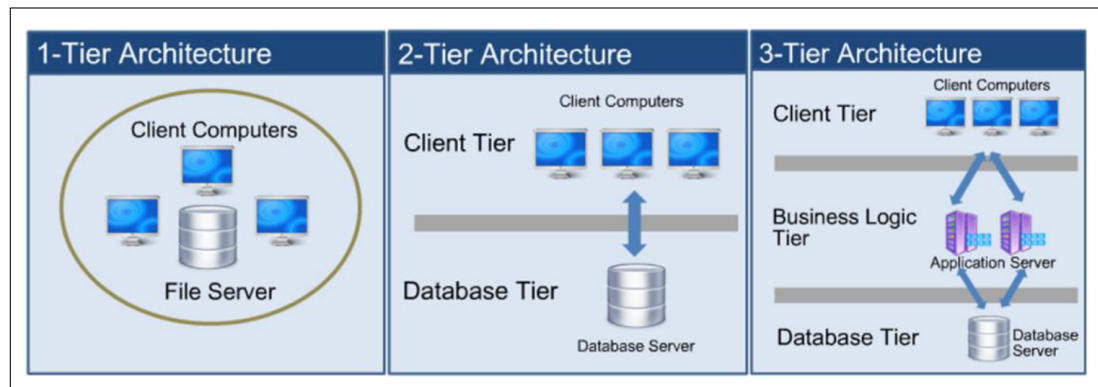 1-Tier Architecture
Client Computers
File Server
2-Tier Architecture
Client Computers
Client Tier
Database Tier
Database Server
3-Tier Architecture
Client Computers
Client Tier
Business Logic
Tier
Application Server
Database Tier
Database
Server